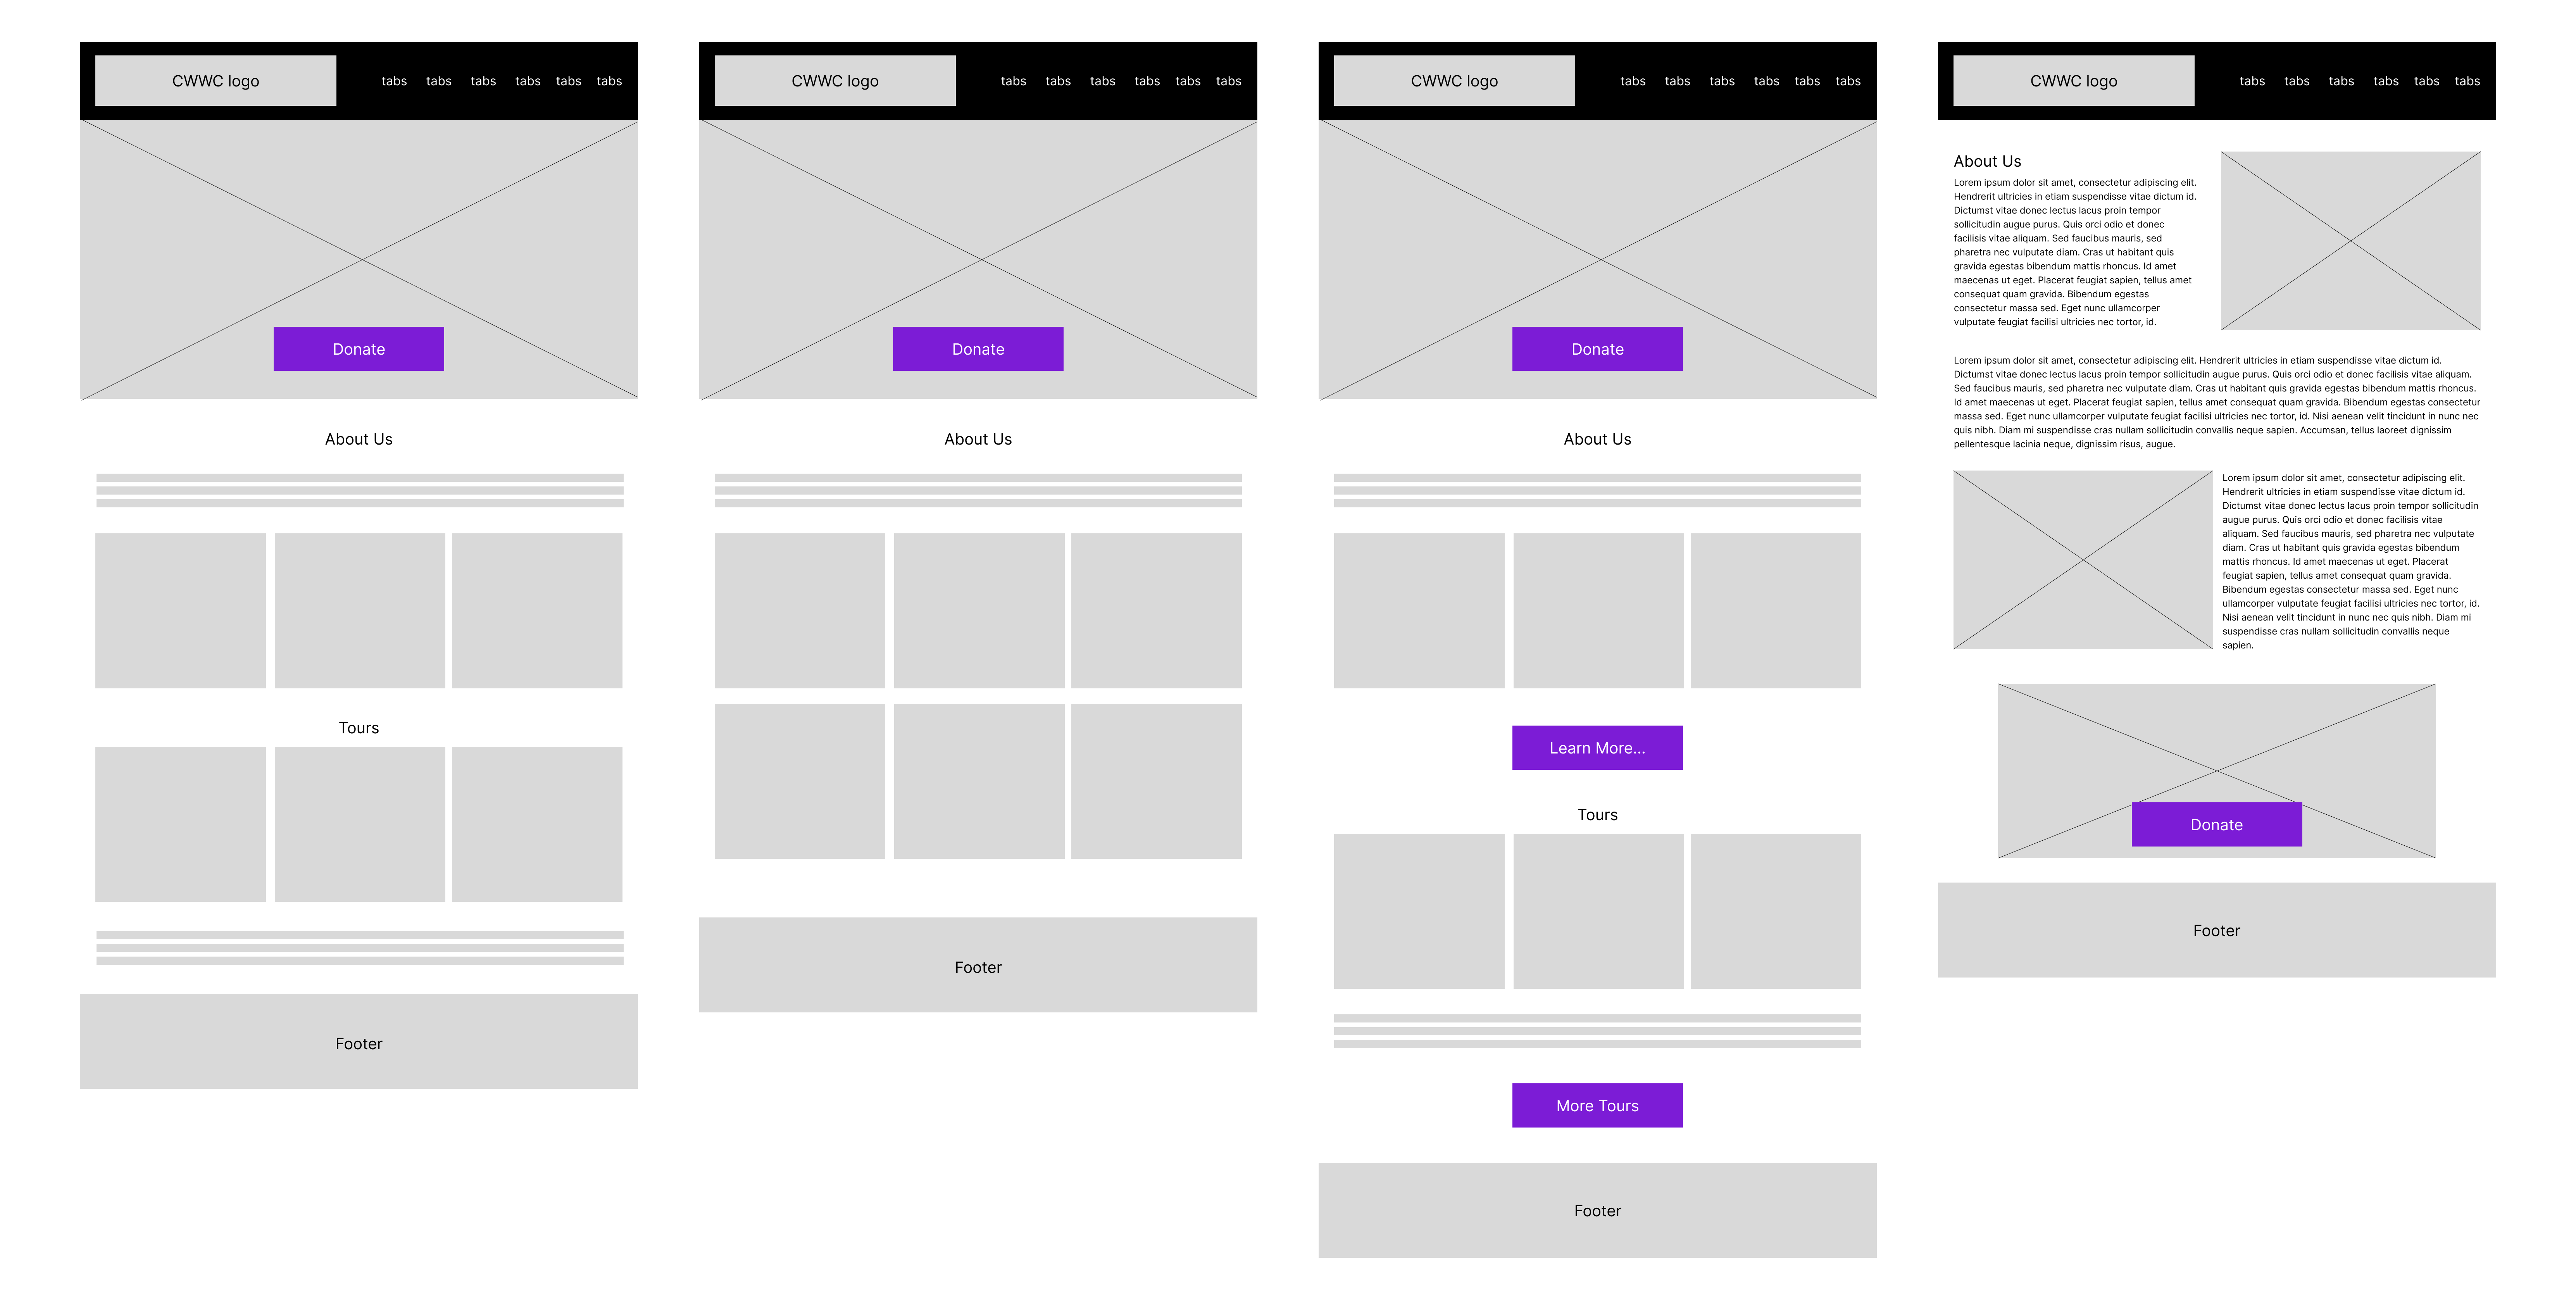 CWWC logo
tabs tabs tabs tabs tabs tabs
Donate
About Us
Tours
Footer
CWWC logo
tabs tabs tabs tabs tabs tabs
Donate
About Us
Footer
CWWC logo
tabs tabs tabs tabs tabs tabs
Donate
About Us
Learn More...
Tours
More Tours
Footer
CWWC logo
tabs tabs tabs tabs tabs tabs
About Us
Lorem ipsum dolor sit amet, consectetur adipiscing elit.
Hendrerit ultricies in etiam suspendisse vitae dictum id.
Dictumst vitae donec lectus lacus proin tempor
sollicitudin augue purus. Quis orci odio et donec
facilisis vitae aliquam. Sed faucibus mauris, sed
pharetra nec vulputate diam. Cras ut habitant quis
gravida egestas bibendum mattis rhoncus. Id amet
maecenas ut eget. Placerat feugiat sapien, tellus amet
consequat quam gravida. Bibendum egestas
consectetur massa sed. Eget nunc ullamcorper
vulputate feugiat facilisi ultricies nec tortor, id.
Lorem ipsum dolor sit amet, consectetur adipiscing elit. Hendrerit ultricies in etiam suspendisse vitae dictum id.
Dictumst vitae donec lectus lacus proin tempor sollicitudin augue purus. Quis orci odio et donec facilisis vitae aliquam.
Sed faucibus mauris, sed pharetra nec vulputate diam. Cras ut habitant quis gravida egestas bibendum mattis rhoncus.
Id amet maecenas ut eget. Placerat feugiat sapien, tellus amet consequat quam gravida. Bibendum egestas consectetur
massa sed. Eget nunc ullamcorper vulputate feugiat facilisi ultricies nec tortor, id. Nisi aenean velit tincidunt in nunc nec
quis nibh. Diam mi suspendisse cras nullam sollicitudin convallis neque sapien. Accumsan, tellus laoreet dignissim
pellentesque lacinia neque, dignissim risus, augue.
Lorem ipsum dolor sit amet, consectetur adipiscing elit.
Hendrerit ultricies in etiam suspendisse vitae dictum id.
Dictumst vitae donec lectus lacus proin tempor sollicitudin
augue purus. Quis orci odio et donec facilisis vitae
aliquam. Sed faucibus mauris, sed pharetra nec vulputate
diam. Cras ut habitant quis gravida egestas bibendum
mattis rhoncus. Id amet maecenas ut eget. Placerat
feugiat sapien, tellus amet consequat quam gravida.
Bibendum egestas consectetur massa sed. Eget nunc
ullamcorper vulputate feugiat facilisi ultricies nec tortor, id.
Nisi aenean velit tincidunt in nunc nec quis nibh. Diam mi
suspendisse cras nullam sollicitudin convallis neque
sapien.
Donate
Footer